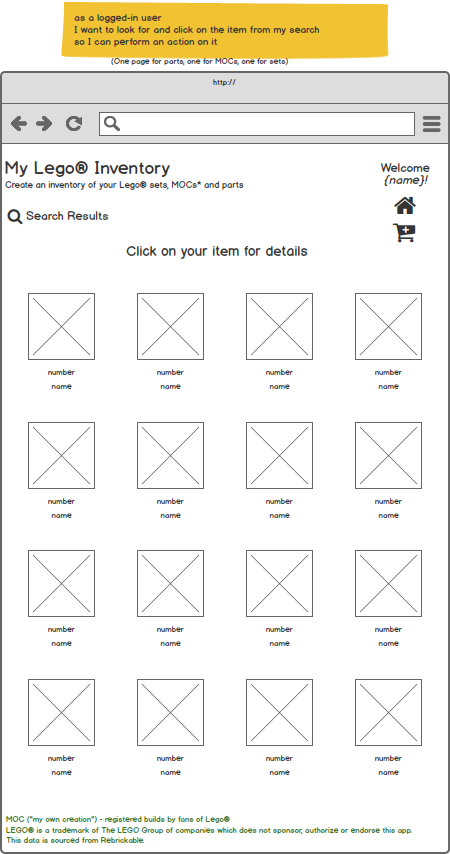 as a logged-in user
I want to look for and click on the item from my search
so I can perform an action on it
(One page for parts, one for MOCs, one for sets)
http://
My Lego® Inventory
Create an inventory of your Lego® sets, MOCs* and parts
Welcome
{name}!
Search Results
Click on your item for details
number number number number
name name name name
number number number number
name name name name
number number number number
name name name name
number number number number
name name name name
MOC ("my own creation") - registered builds by fans of Lego®
LEGO® is a trademark of The LEGO Group of companies which does not sponsor, authorize or endorse this app.
This data is sourced from Rebrickable.